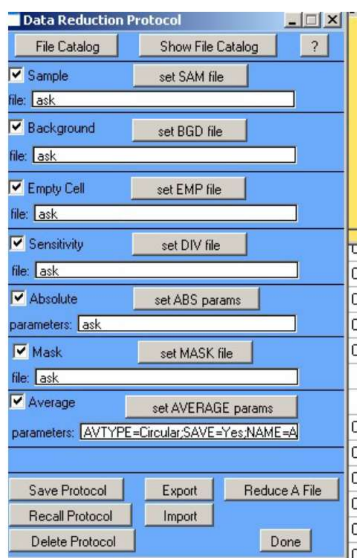 Data Reduction Protocol
File Catalog Show File Catalog ?
Sample set SAM file
file: ask
Background set BGD file
file: ask
Empty Cell set EMP file
file: ask
Sensitivity set DIV file
file: ask
Absolute set ABS params
parameters: ask
Mask set MASK file
file: ask
Average set AVERAGE params
parameters: AVTYPE=Circular;SAVE=Yes;NAME=A
Save Protocol Export Reduce A File
Recall Protocol Import
Delete Protocol Done